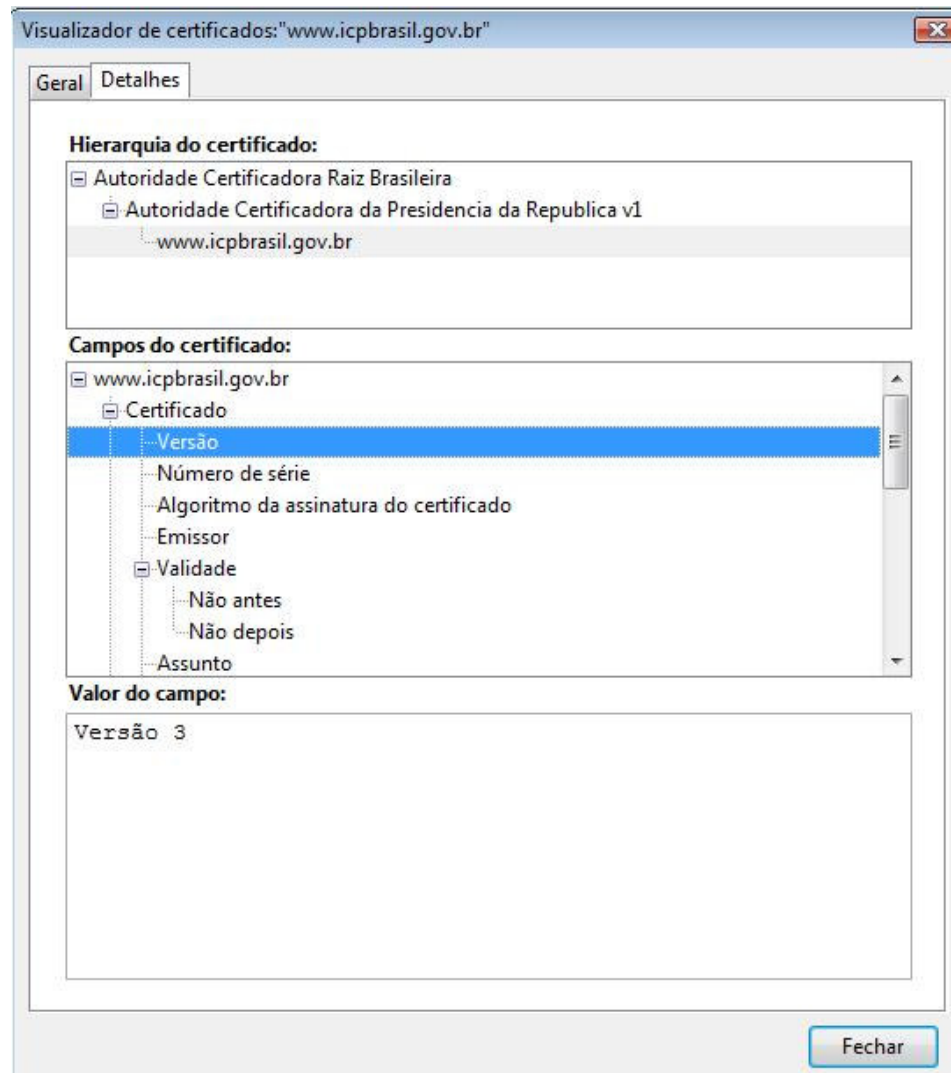 Visualizador de certificados:"www.icpbrasil.gov.br"
Geral Detalhes
Hierarquia do certificado:
Autoridade Certificadora Raiz Brasileira
Autoridade Certificadora da Presidencia da Republica v1
www.icpbrasil.gov.br
Campos do certificado:
www.icpbrasil.gov.br
Certificado
Versão
Número de série
Algoritmo da assinatura do certificado
Emissor
Validade
Não antes
Não depois
Assunto
Valor do campo:
Versão 3
Fechar